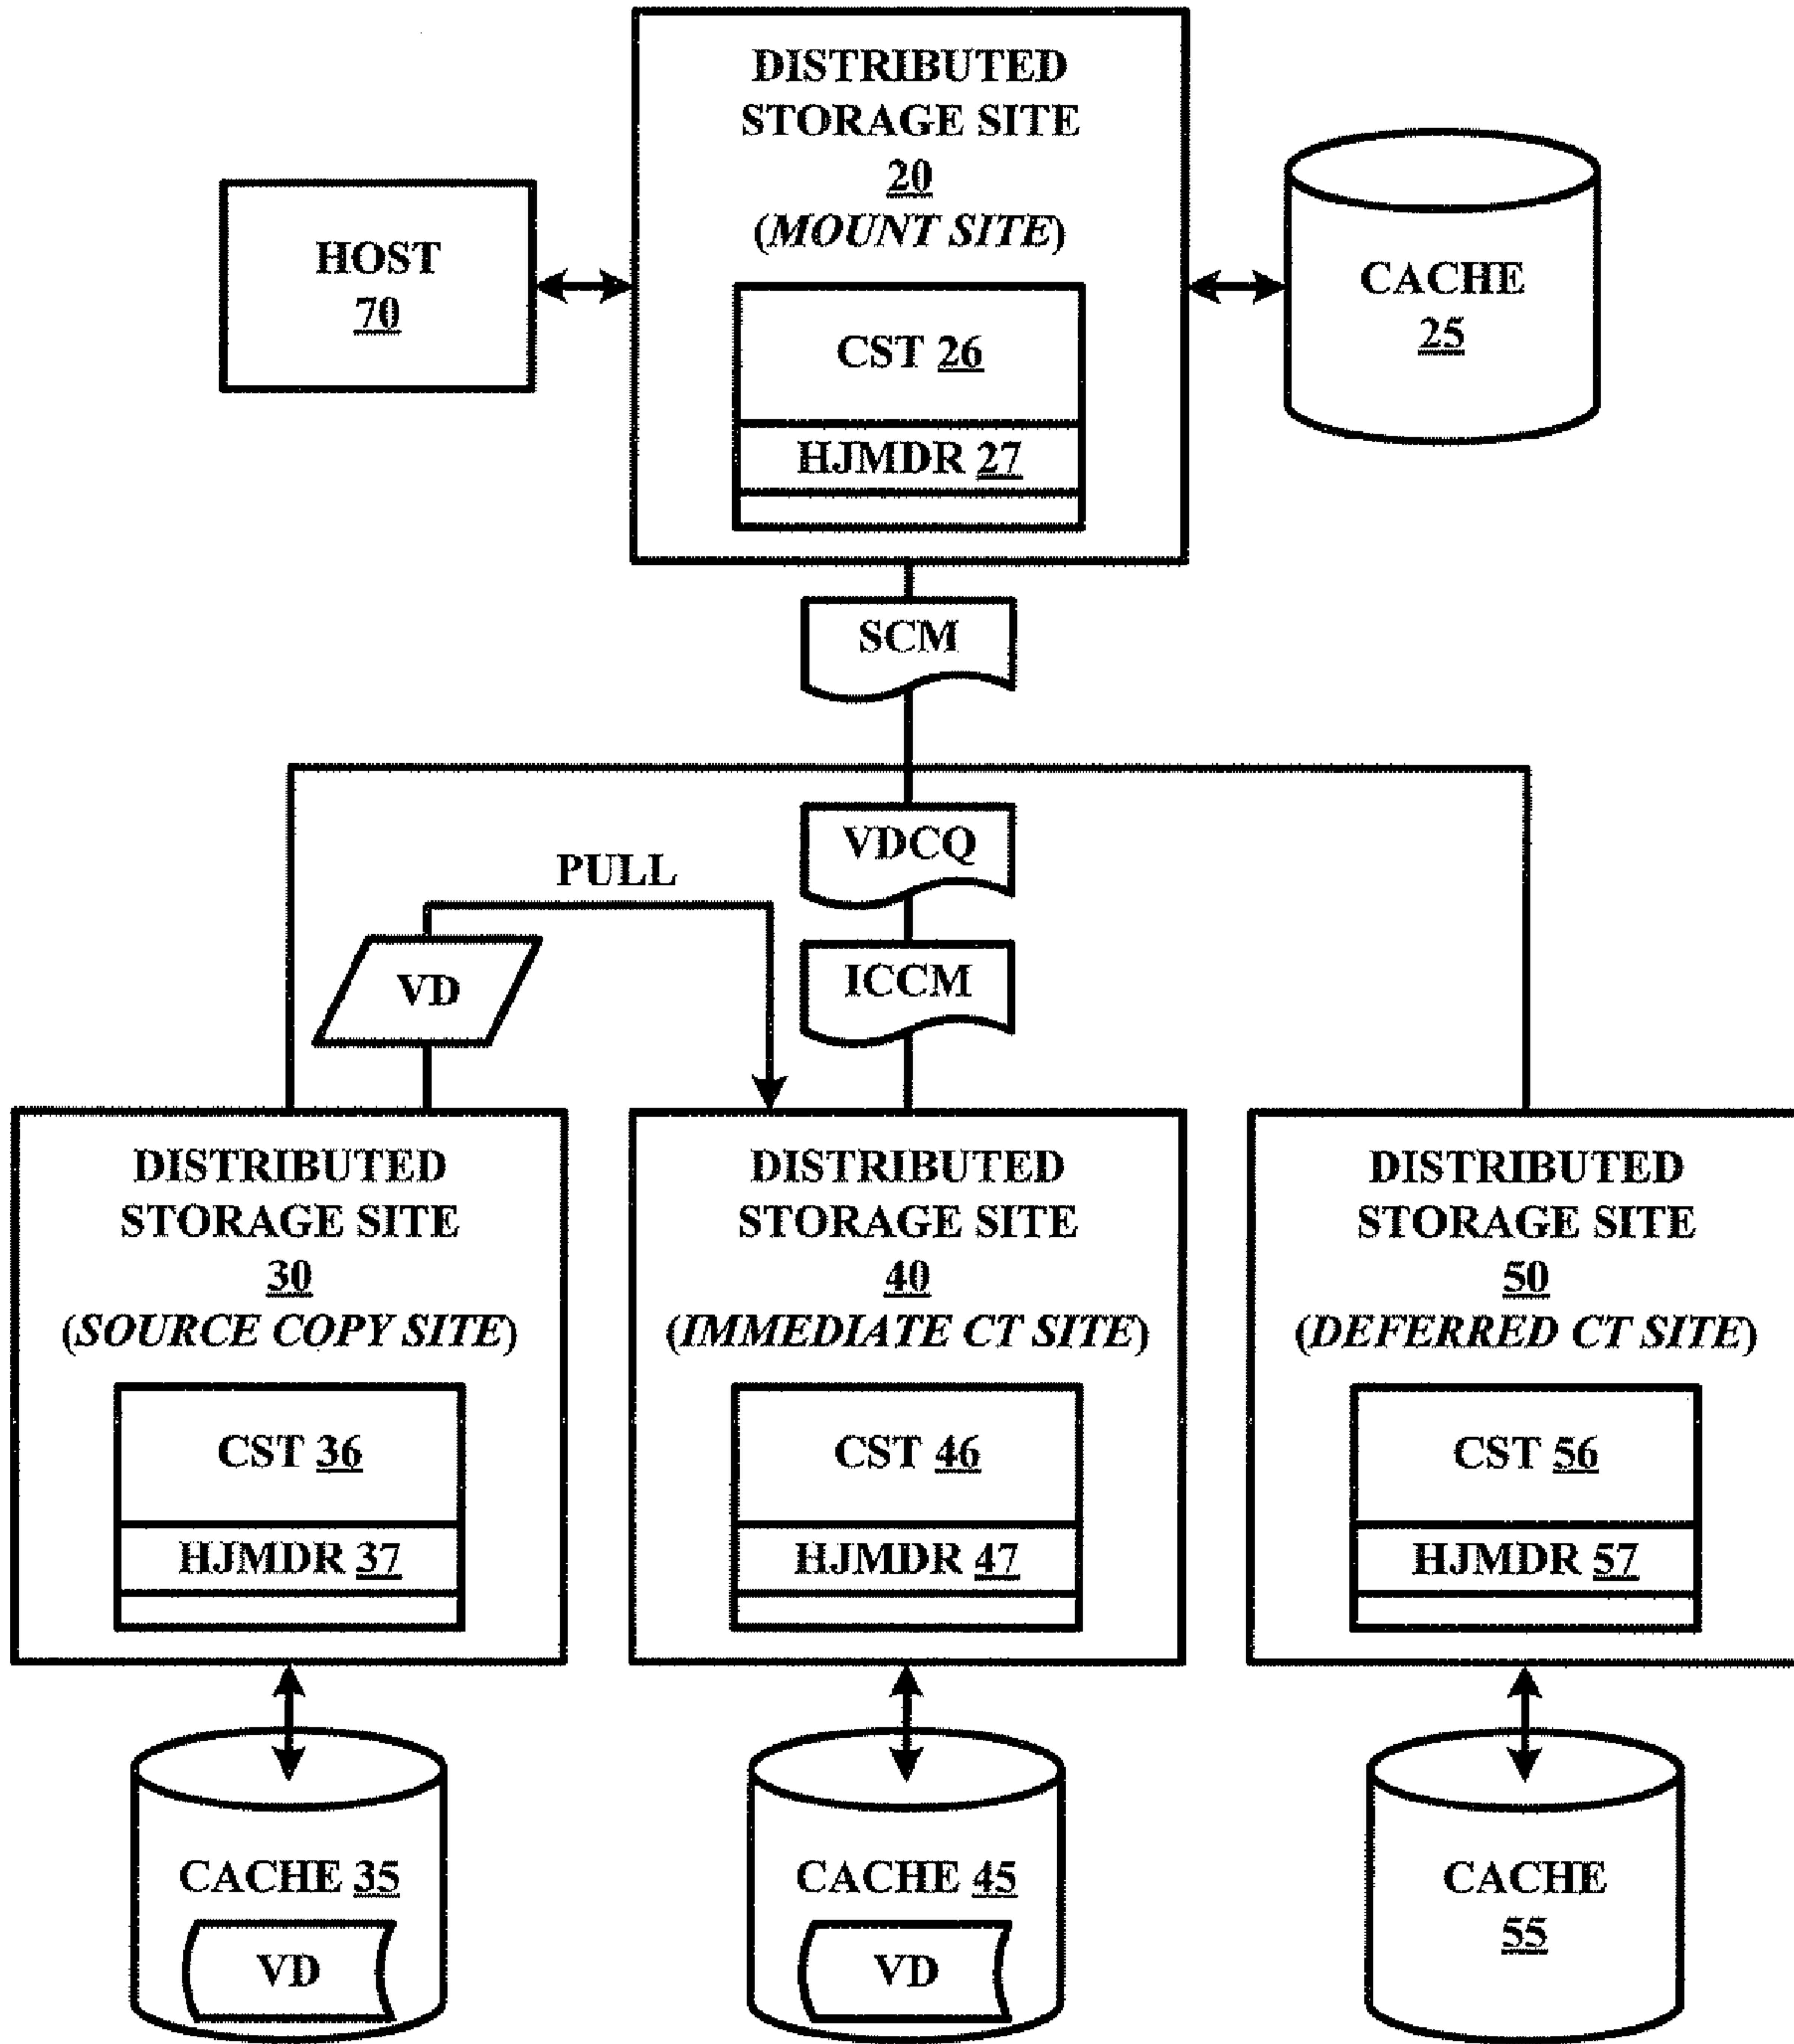 DISTRIBUTED
STORAGE SITE
20
(MOUNT SITE)
HOST
70
CACHE
25
CST 26
HJMDR 27
SCM
VDCQ
PULL
ICCM
VD
DISTRIBUTED
STORAGE SITE
30
(SOURCE COPY SITE)
CST 36
HJMDR 37
DISTRIBUTED
STORAGE SITE
40
(IMMEDIATE CT SITE)
CST 46
HJMDR 47
DISTRIBUTED
STORAGE SITE
50
(DEFERRED CT SITE)
CST 56
HJMDR 57
CACHE 35
VD
CACHE 45
VD
CACHE
55